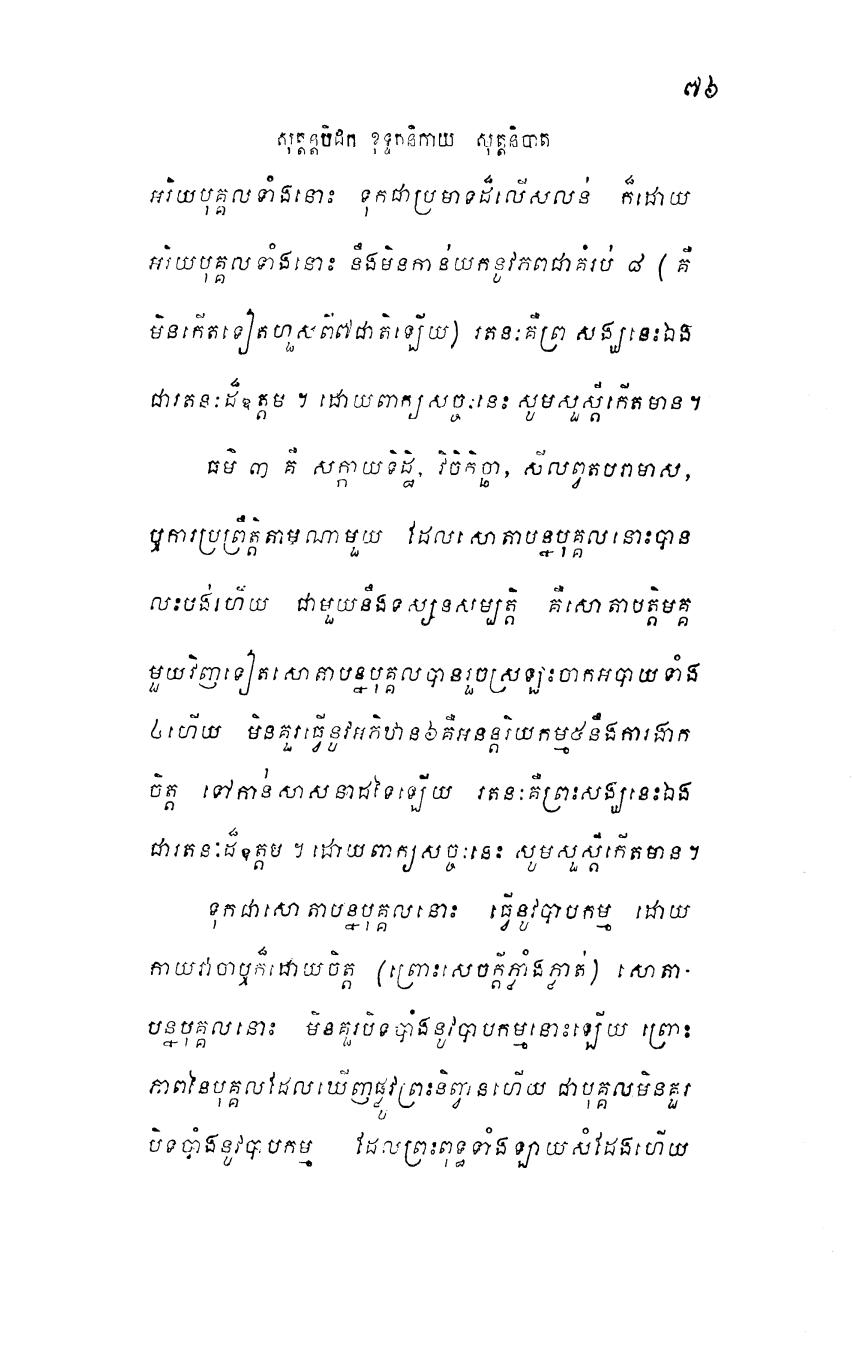 ៧៦
សុត្តន្តបិដក ខុទ្ទកនិកាយ សុត្តនិបាត
អរិយបុគ្គលទាំងនោះ ទុកជាប្រមាទដ៏លើសលន់ ក៏ដោយ
អរិយបុគ្គលទាំងនោះ នឹងមិនកាន់យកនូវភពជាគំរប់ ៨ (គឺ
មិនកើតទៀតហួសពី៧ជាតិឡើយ) រតនៈគឺព្រ សង្ឃនេះឯង
ជារតនៈដ៏ឧត្តម ។ ដោយពាក្យសច្ចៈនេះ សូមសួស្តីកើតមាន។
ធម៌ ៣ គឺ សក្កាយទិដ្ឋិ, វិចិកិច្ឆា, សីលព្វតបរាមាស,
ឬការប្រព្រឹត្តិតាមណាមួយ ដែលសោតាបន្នបុគ្គលនោះបាន
លះបង់ហើយ ជាមួយនឹងទស្សនសម្បត្តិ គឺសោតាបត្តិមគ្គ
មួយវិញទៀតសោតាបន្នបុគ្គលបានរួចស្រឡះចាកអបាយទាំង
៤ហើយ មិនគួរធ្វើនូវអភិឋាន៦គឺអនន្តរិយកម្ម៥នឹងការងាក
ចិត្ត ទៅកាន់សាសនាដទៃឡើយ រតនៈគឺព្រះសង្ឃនេះឯង
ជារតនៈដ៏ឧត្តម ។ ដោយពាក្យសច្ចៈនេះ សូមសួស្តីកើតមាន។
ទុកជាសោតាបន្នបុគ្គលនោះ ធ្វើនូវបាបកម្ម ដោយ
កាយវាចាឬក៏ដោយចិត្ត (ព្រោះសេចក្តីភ្លាំងភ្លាត់) សោតា-
បន្នបុគ្គលនោះ មិនគួរបិទបាំងនូវបាបកម្មនោះឡើយ ព្រោះ
ភាពនៃបុគ្គលដែលឃើញផ្លូវព្រះនិព្វានហើយ ជាបុគ្គលមិនគួរ
បិទបាំងនូវបាបកម្ម ដែលព្រះពុទ្ធទាំងឡាយសំដែងហើយ